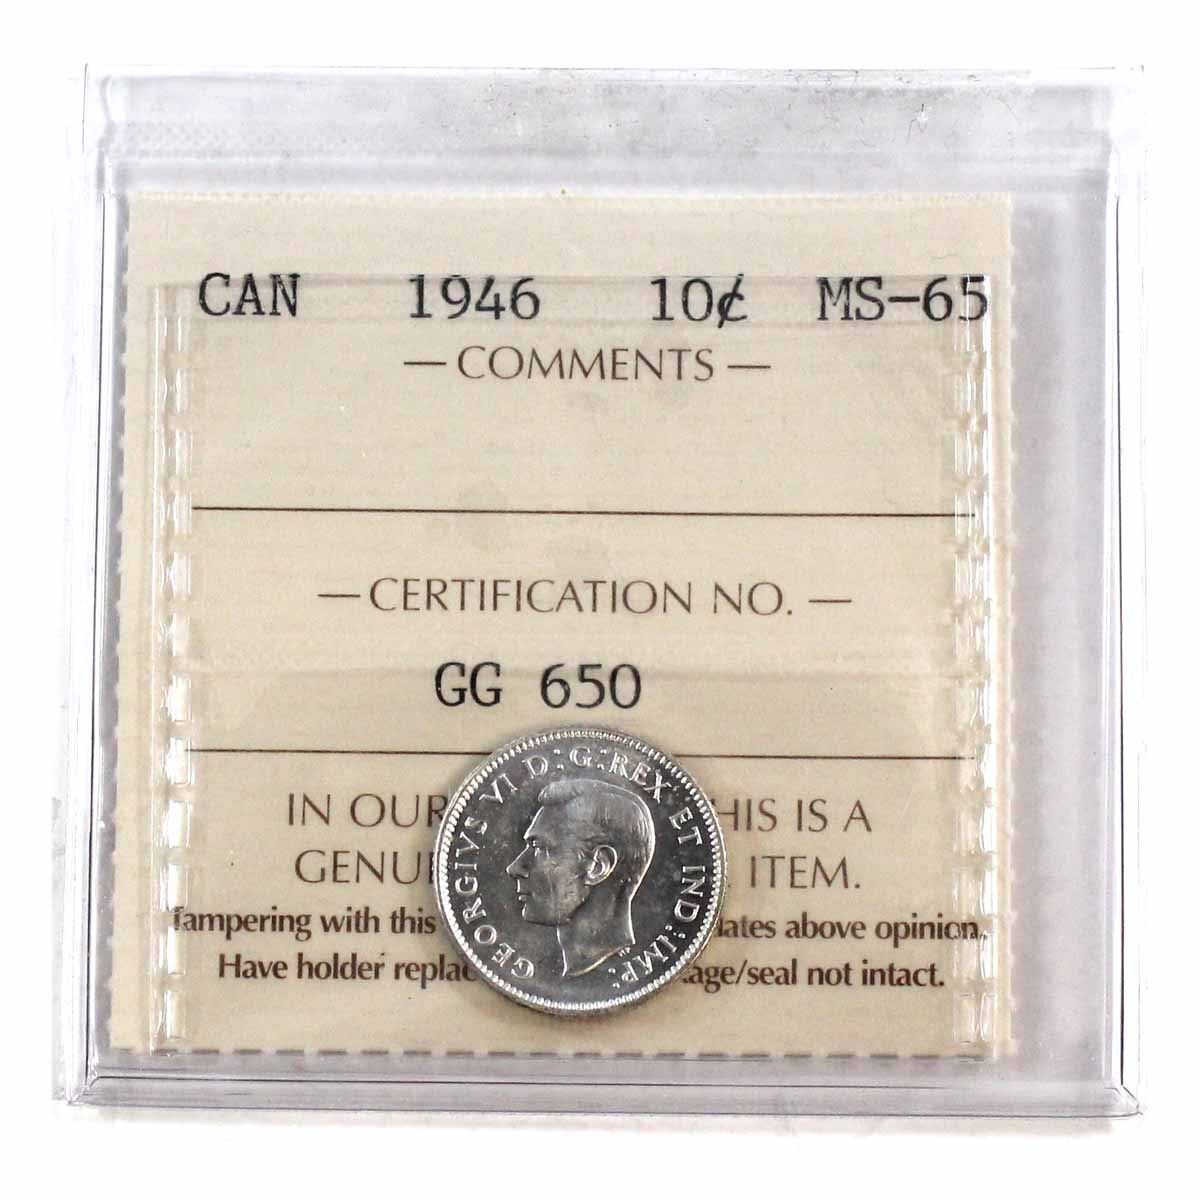 CAN 1946 10¢ MS-65
— COMMENTS —
— CERTIFICATION NO. —
GG 650
GEORGIVS VI D:G:REX ET IND:IMP:
IN OUR HIS IS A
GENU ITEM.
Tampering with this ates above opinion.
Have holder replac age/seal not intact.